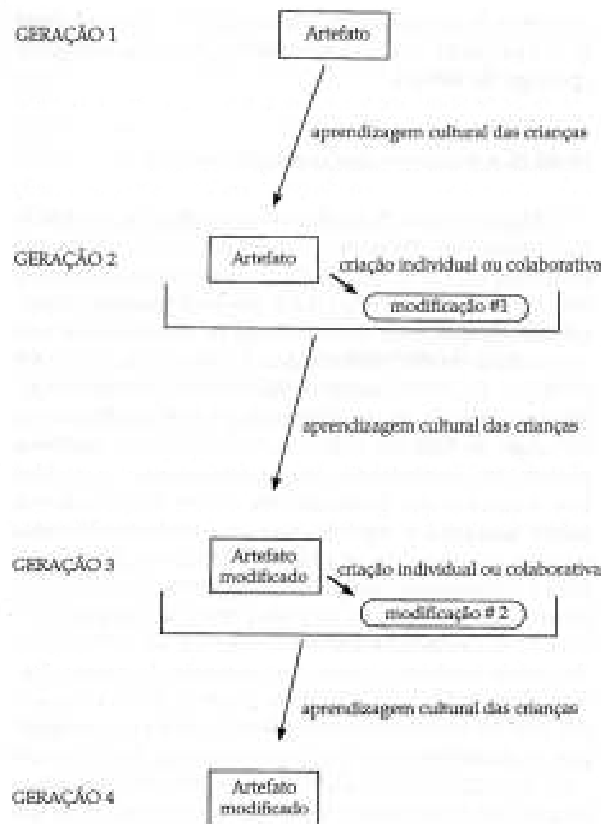 GERAÇÃO 1
Artefato
aprendizagem cultural das crianças
GERAÇÃO 2
Artefato
criação individual ou colaborativa
modificação #1
aprendizagem cultural das crianças
GERAÇÃO 3
Artefato
modificado
criação individual ou colaborativa
modificação # 2
aprendizagem cultural das crianças
GERAÇÃO 4
Artefato
modificado